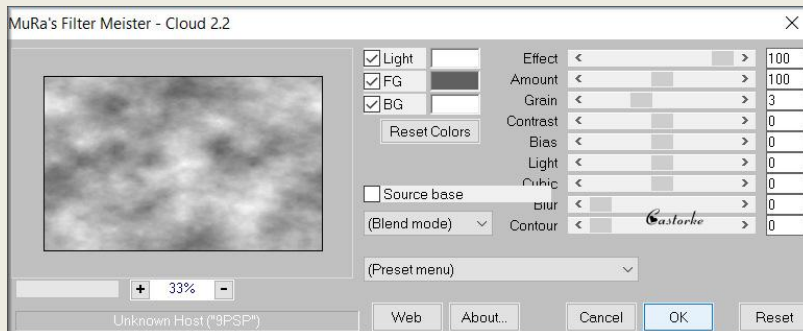 MuRa's Filter Meister - Cloud 2.2
Light
FG
BG
Reset Colors
Source base
(Blend mode)
(Preset menu)
Effect 100
Amount 100
Grain 3
Contrast 0
Bias 0
Light 0
Cubic 0
Blur 0
Contour 0
Castorke
+ 33% -
Unknown Host ("9PSP")
Web About... Cancel OK Reset